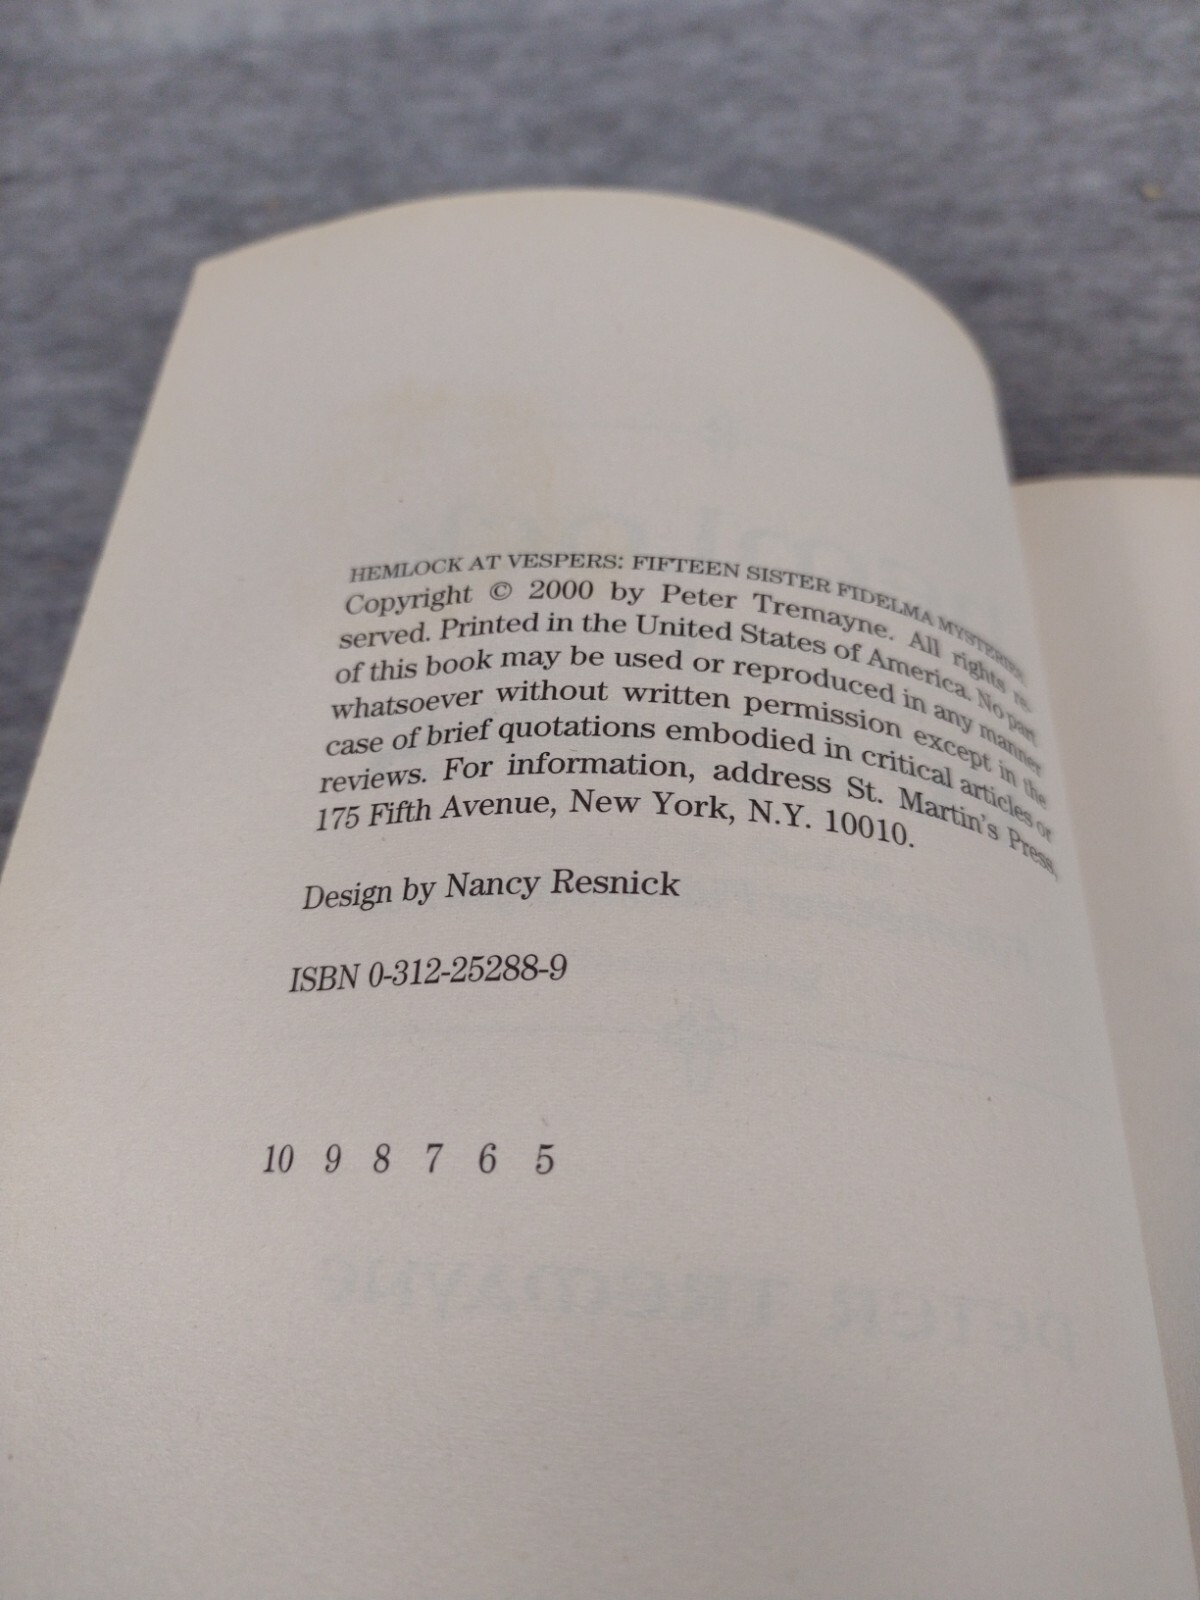 HEMLOCK AT VESPERS: FIFTEEN SISTER FIDELMA MYSTERIES.
Copyright © 2000 by Peter Tremayne. All rights re-
served. Printed in the United States of America. No part
of this book may be used or reproduced in any manner
whatsoever without written permission except in the
case of brief quotations embodied in critical articles or
reviews. For information, address St. Martin's Press,
175 Fifth Avenue, New York, N.Y. 10010.
Design by Nancy Resnick
ISBN 0-312-25288-9
10 9 8 7 6 5
PETER TREMAYNE